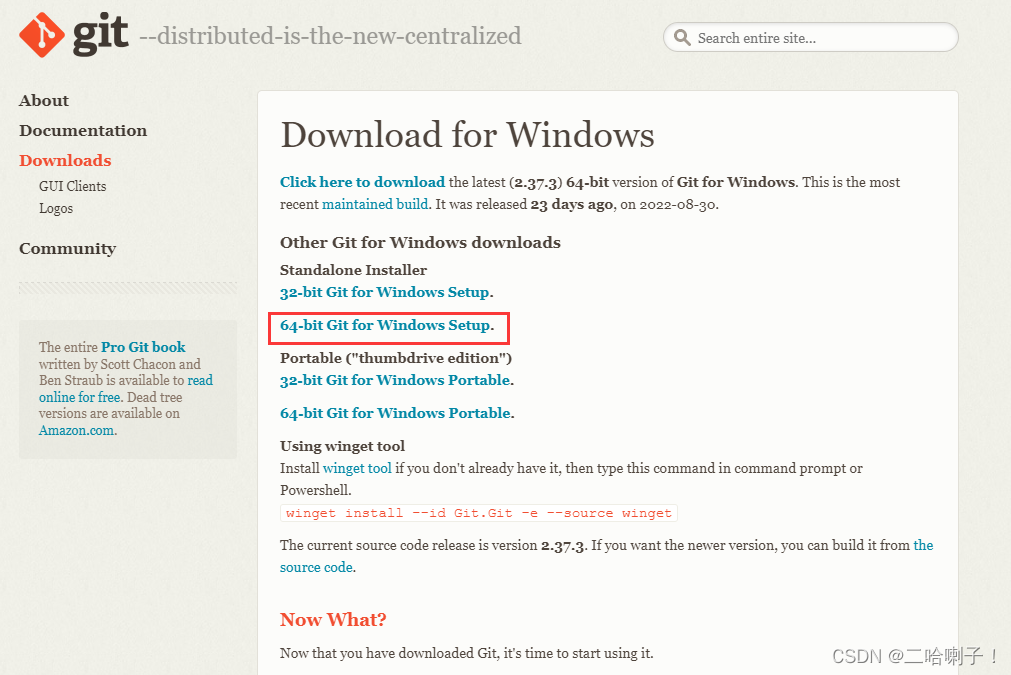 git --distributed-is-the-new-centralized
Search entire site...
About
Documentation
Downloads
GUI Clients
Logos
Community
The entire Pro Git book
written by Scott Chacon and
Ben Straub is available to read
online for free. Dead tree
versions are available on
Amazon.com.
Download for Windows
Click here to download the latest (2.37.3) 64-bit version of Git for Windows. This is the most
recent maintained build. It was released 23 days ago, on 2022-08-30.
Other Git for Windows downloads
Standalone Installer
32-bit Git for Windows Setup.
64-bit Git for Windows Setup.
Portable ("thumbdrive edition")
32-bit Git for Windows Portable.
64-bit Git for Windows Portable.
Using winget tool
Install winget tool if you don't already have it, then type this command in command prompt or
Powershell.
winget install --id Git.Git -e --source winget
The current source code release is version 2.37.3. If you want the newer version, you can build it from the
source code.
Now What?
Now that you have downloaded Git, it's time to start using it.
CSDN @二哈喇子！